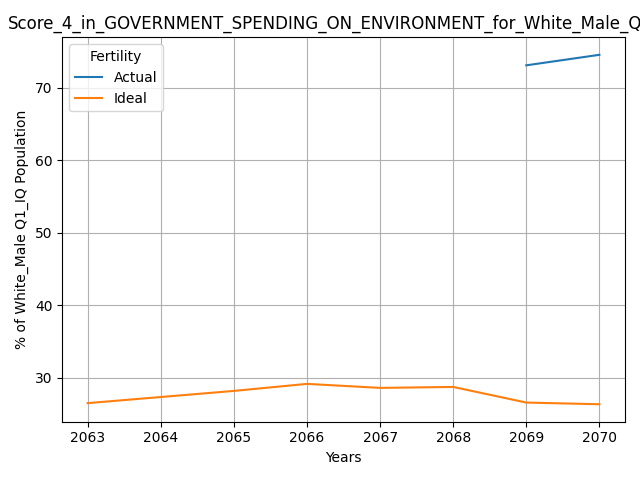 Score_4_in_GOVERNMENT_SPENDING_ON_ENVIRONMENT_for_White_Male_Q
Fertility
Actual
Ideal
70
60
50
40
30
% of White_Male Q1_IQ Population
2063 2064 2065 2066 2067 2068 2069 2070
Years